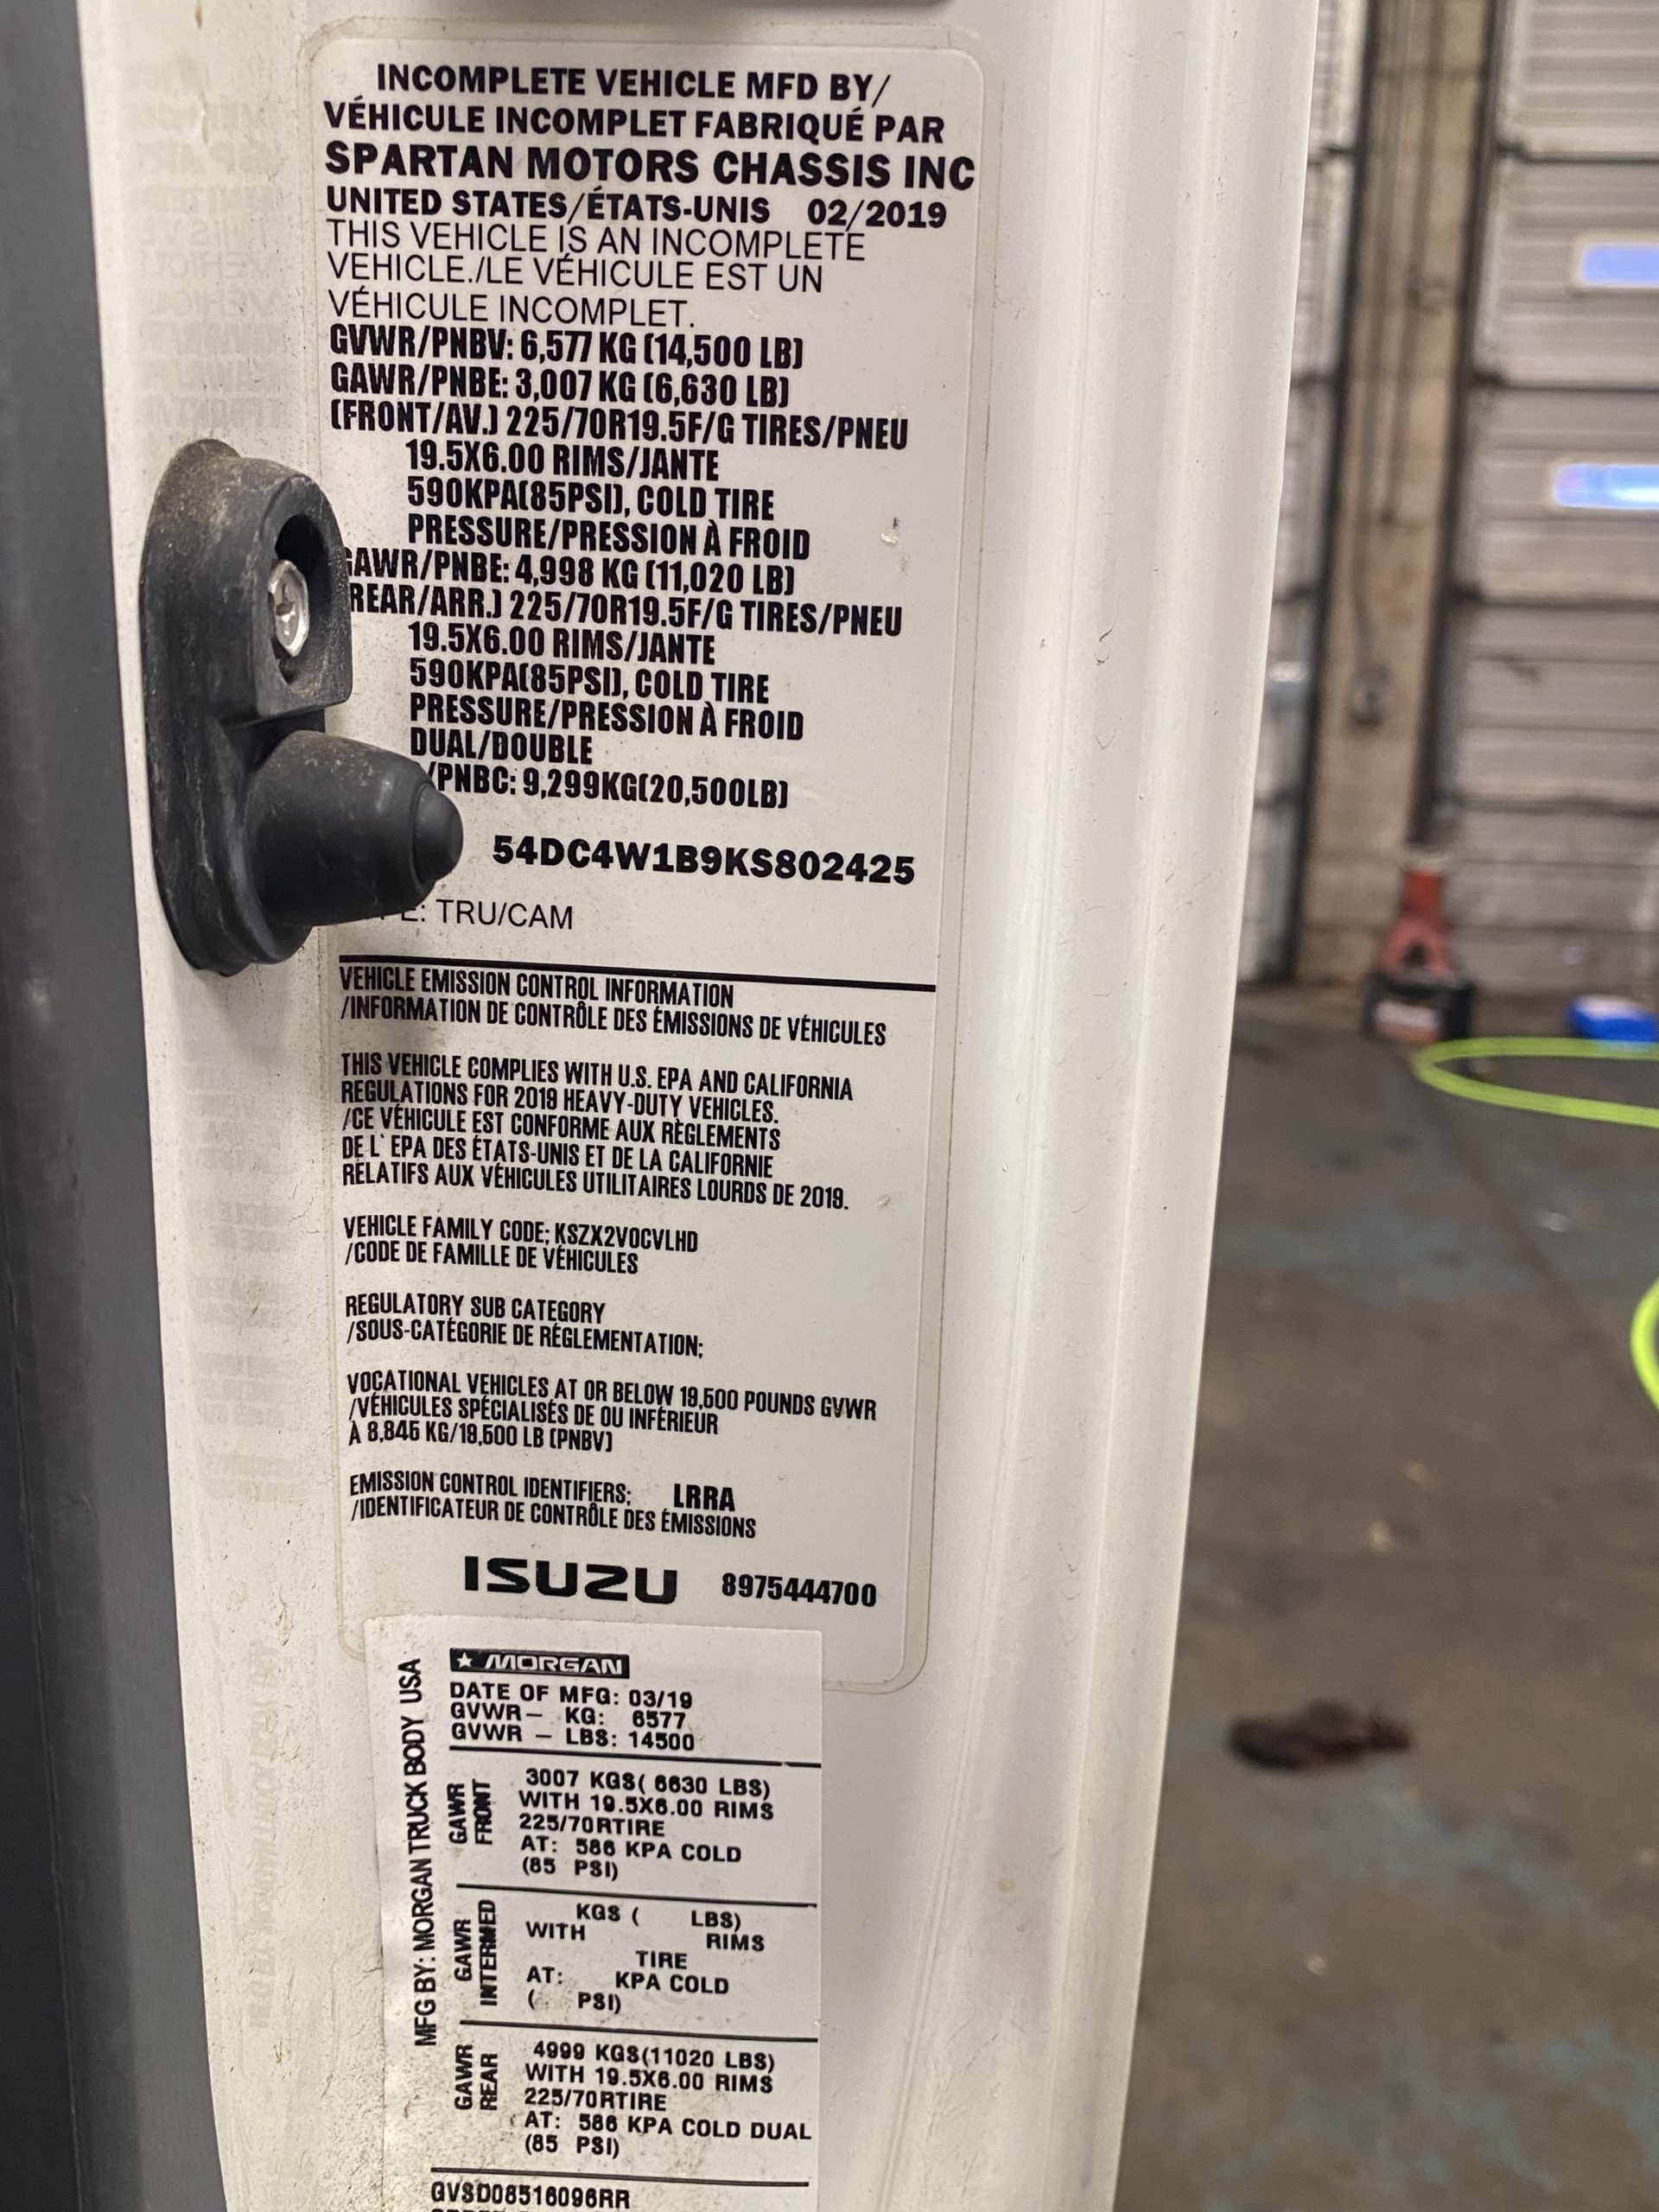 INCOMPLETE VEHICLE MFD BY/
VÉHICULE INCOMPLET FABRIQUÉ PAR
SPARTAN MOTORS CHASSIS INC
UNITED STATES/ÉTATS-UNIS 02/2019
THIS VEHICLE IS AN INCOMPLETE
VEHICLE./LE VÉHICULE EST UN
VÉHICULE INCOMPLET.
GVWR/PNBV: 6,577 KG (14,500 LB)
GAWR/PNBE: 3,007 KG (6,630 LB)
(FRONT/AV.) 225/70R19.5F/G TIRES/PNEU
19.5X6.00 RIMS/JANTE
590KPA(85PSI), COLD TIRE
PRESSURE/PRESSION À FROID
GAWR/PNBE: 4,998 KG (11,020 LB)
REAR/ARR.) 225/70R19.5F/G TIRES/PNEU
19.5X6.00 RIMS/JANTE
590KPA(85PSI), COLD TIRE
PRESSURE/PRESSION À FROID
DUAL/DOUBLE
/PNBC: 9,299KG(20,500LB)
54DC4W1B9KS802425
E: TRU/CAM
VEHICLE EMISSION CONTROL INFORMATION
/INFORMATION DE CONTRÔLE DES ÉMISSIONS DE VÉHICULES
THIS VEHICLE COMPLIES WITH U.S. EPA AND CALIFORNIA
REGULATIONS FOR 2019 HEAVY-DUTY VEHICLES.
/CE VÉHICULE EST CONFORME AUX RÈGLEMENTS
DE L' EPA DES ÉTATS-UNIS ET DE LA CALIFORNIE
RELATIFS AUX VÉHICULES UTILITAIRES LOURDS DE 2019.
VEHICLE FAMILY CODE; KSZX2VOCVLHD
/CODE DE FAMILLE DE VÉHICULES
REGULATORY SUB CATEGORY
/SOUS-CATÉGORIE DE RÉGLEMENTATION;
VOCATIONAL VEHICLES AT OR BELOW 19,500 POUNDS GVWR
/VÉHICULES SPÉCIALISÉS DE OU INFÉRIEUR
À 8,845 KG/19,500 LB (PNBV)
EMISSION CONTROL IDENTIFIERS; LRRA
/IDENTIFICATEUR DE CONTRÔLE DES ÉMISSIONS
ISUZU 8975444700
MFG BY: MORGAN TRUCK BODY USA
MORGAN
DATE OF MFG: 03/19
GVWR- KG: 6577
GVWR - LBS: 14500
GAWR FRONT
3007 KGS( 6630 LBS)
WITH 19.5X6.00 RIMS
225/70RTIRE
AT: 586 KPA COLD
(85 PSI)
GAWR INTERMED
KGS ( LBS)
WITH RIMS
TIRE
AT: KPA COLD
( PSI)
GAWR REAR
4999 KGS(11020 LBS)
WITH 19.5X6.00 RIMS
225/70RTIRE
AT: 586 KPA COLD DUAL
(85 PSI)
GVSD08516096RR